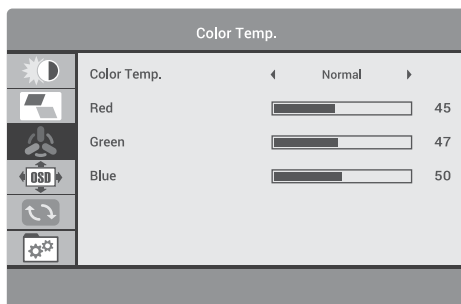 Color Temp.
Color Temp. Normal
Red 45
Green 47
OSD
Blue 50